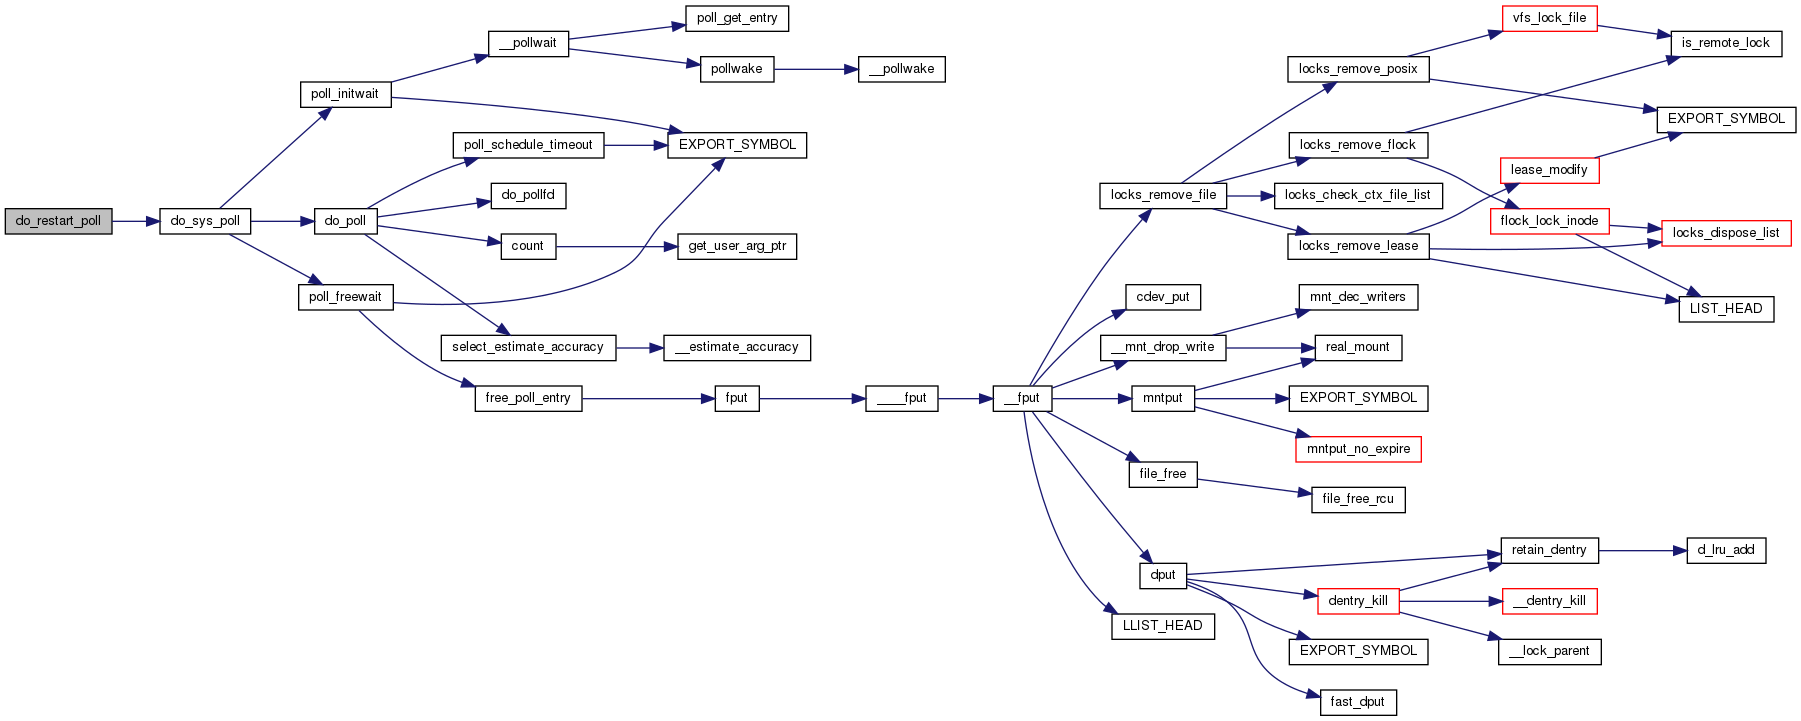 do_restart_poll
do_sys_poll
poll_initwait
do_poll
poll_freewait
__pollwait
poll_schedule_timeout
do_pollfd
count
select_estimate_accuracy
free_poll_entry
poll_get_entry
pollwake
EXPORT_SYMBOL
get_user_arg_ptr
__estimate_accuracy
fput
__pollwake
____fput
__fput
locks_remove_file
cdev_put
__mnt_drop_write
mntput
file_free
dput
LLIST_HEAD
locks_remove_posix
locks_remove_flock
locks_check_ctx_file_list
locks_remove_lease
mnt_dec_writers
real_mount
EXPORT_SYMBOL
mntput_no_expire
file_free_rcu
dentry_kill
EXPORT_SYMBOL
fast_dput
vfs_lock_file
lease_modify
flock_lock_inode
retain_dentry
__dentry_kill
__lock_parent
is_remote_lock
EXPORT_SYMBOL
locks_dispose_list
LIST_HEAD
d_lru_add